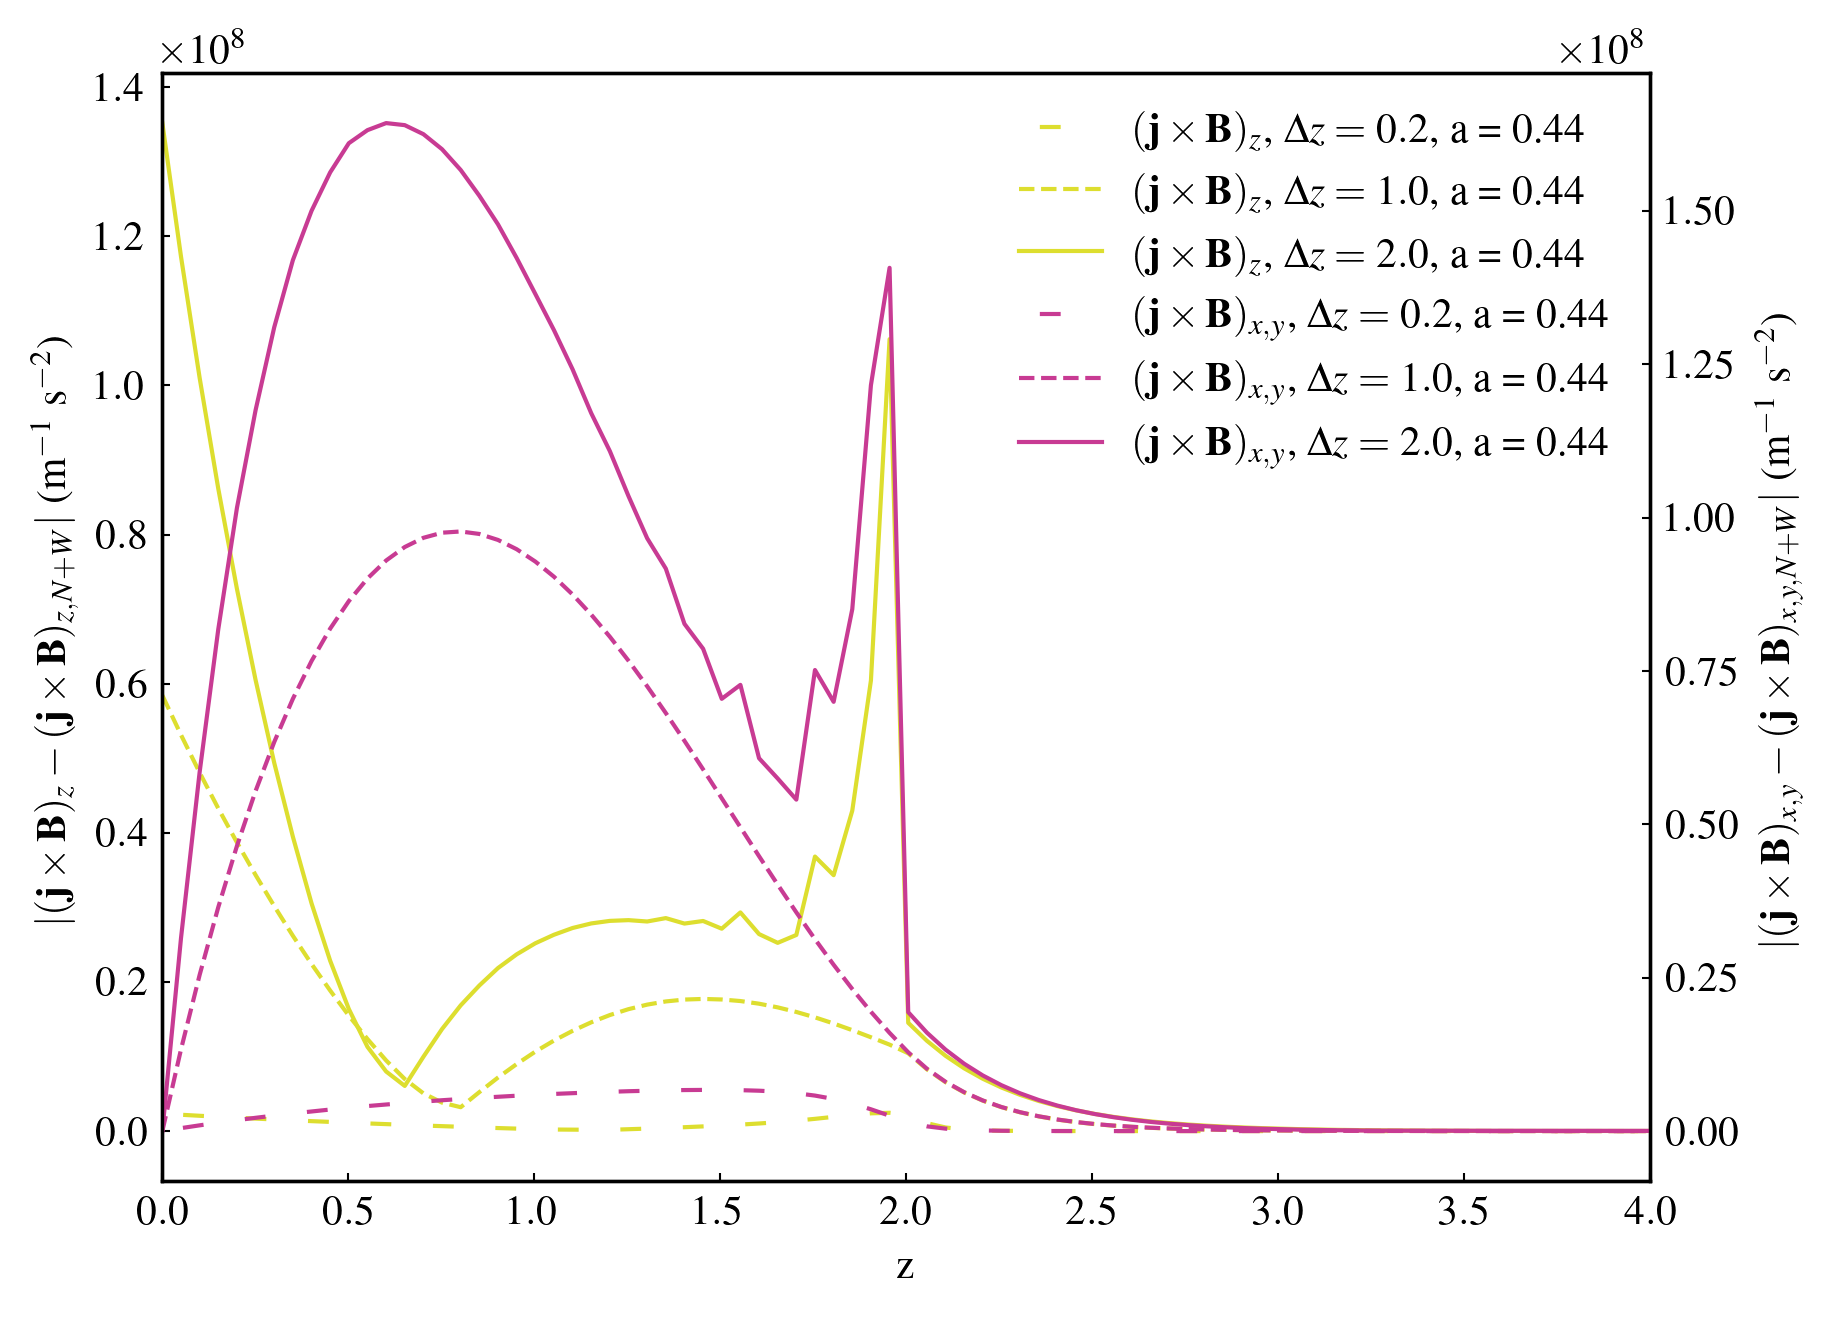 ×10⁸ ×10⁸
1.4
1.2
1.0
0.8
0.6
0.4
0.2
0.0
|(j × B)_z − (j × B)_{z,N+W}| (m⁻¹ s⁻²)
(j × B)_z, Δz = 0.2, a = 0.44
(j × B)_z, Δz = 1.0, a = 0.44
(j × B)_z, Δz = 2.0, a = 0.44
(j × B)_{x,y}, Δz = 0.2, a = 0.44
(j × B)_{x,y}, Δz = 1.0, a = 0.44
(j × B)_{x,y}, Δz = 2.0, a = 0.44
1.50
1.25
1.00
0.75
0.50
0.25
0.00
|(j × B)_{x,y} − (j × B)_{x,y,N+W}| (m⁻¹ s⁻²)
0.0 0.5 1.0 1.5 2.0 2.5 3.0 3.5 4.0
z